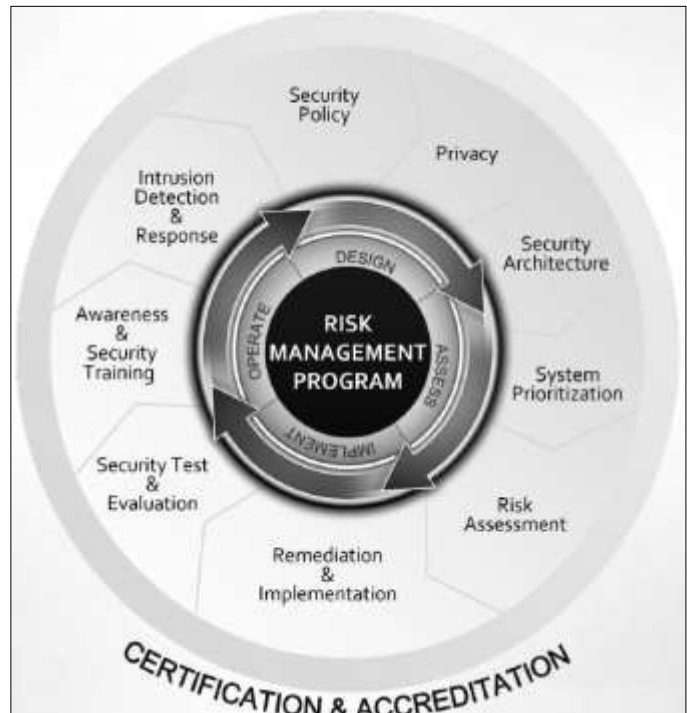 Security
Policy
Privacy
Security
Architecture
System
Prioritization
Risk
Assessment
Remediation
&
Implementation
Security Test
&
Evaluation
Awareness
&
Security
Training
Intrusion
Detection
&
Response
DESIGN
ASSESS
IMPLEMENT
OPERATE
RISK
MANAGEMENT
PROGRAM
CERTIFICATION & ACCREDITATION